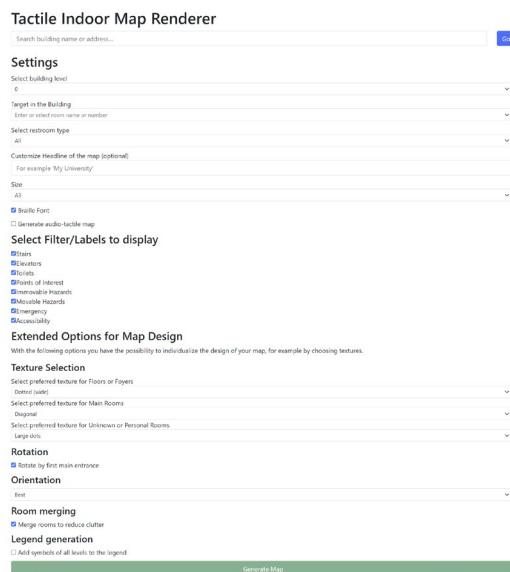 Tactile Indoor Map Renderer
Search building name or address...
Go
Settings
Select building level
0
Target in the Building
Enter or select room name or number
Select restroom type
All
Customize Headline of the map (optional)
For example 'My University'
Size
A3
Braille Font
Generate audio-tactile map
Select Filter/Labels to display
Stairs
Elevators
Toilets
Points of Interest
Immovable Hazards
Movable Hazards
Emergency
Accessibility
Extended Options for Map Design
With the following options you have the possibility to individualize the design of your map, for example by choosing textures.
Texture Selection
Select preferred texture for Floors or Foyers
Dotted (wide)
Select preferred texture for Main Rooms
Diagonal
Select preferred texture for Unknown or Personal Rooms
Large dots
Rotation
Rotate by first main entrance
Orientation
Best
Room merging
Merge rooms to reduce clutter
Legend generation
Add symbols of all levels to the legend
Generate Map